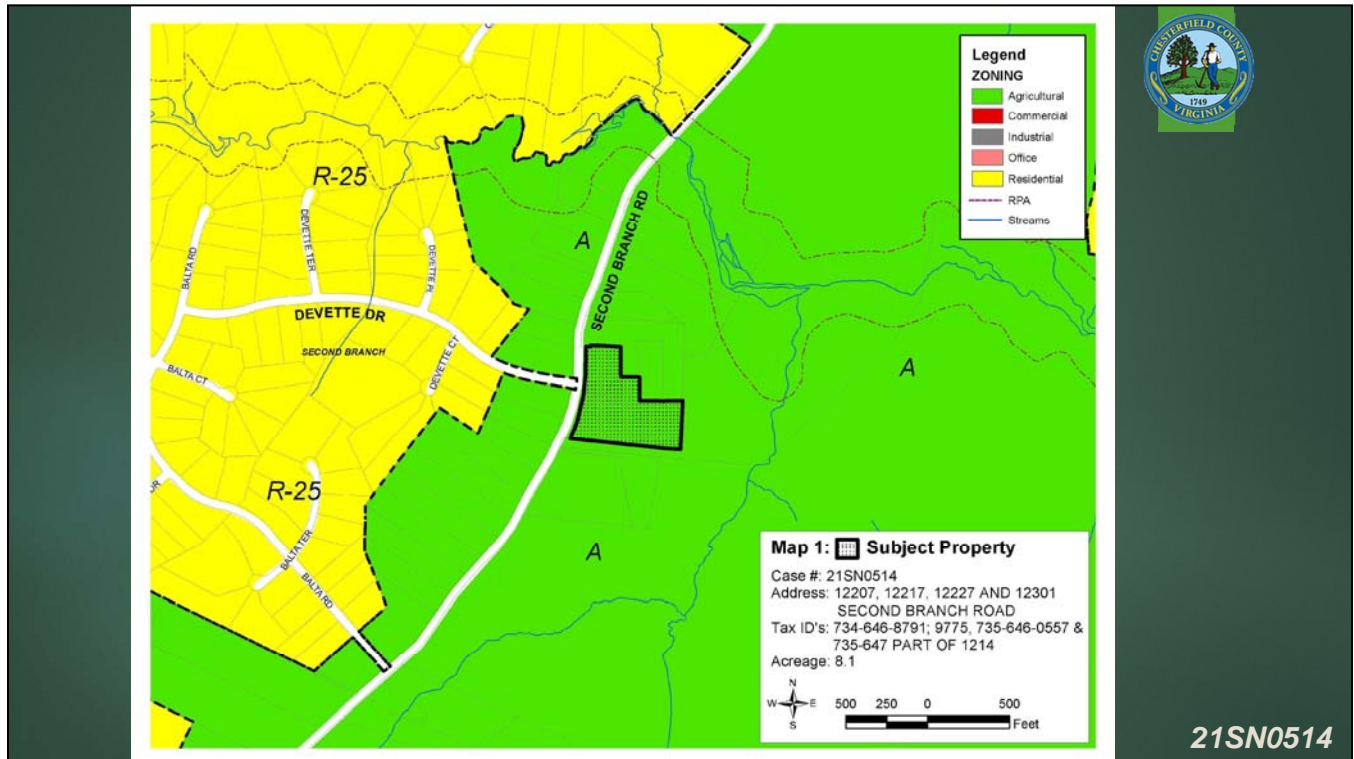 Legend
ZONING
Agricultural
Commercial
Industrial
Office
Residential
RPA
Streams
CHESTERFIELD COUNTY
1749
VIRGINIA
R-25
DEVETTE TER
DEVETTE PL
BALTA RD
A
SECOND BRANCH RD
DEVETTE DR
SECOND BRANCH
DEVETTE CT
BALTA CT
A
R-25
DR
BALTA TER
BALTA RD
A
Map 1: Subject Property
Case #: 21SN0514
Address: 12207, 12217, 12227 AND 12301
SECOND BRANCH ROAD
Tax ID's: 734-646-8791; 9775, 735-646-0557 &
735-647 PART OF 1214
Acreage: 8.1
N
W E
S
500 250 0 500
Feet
21SN0514